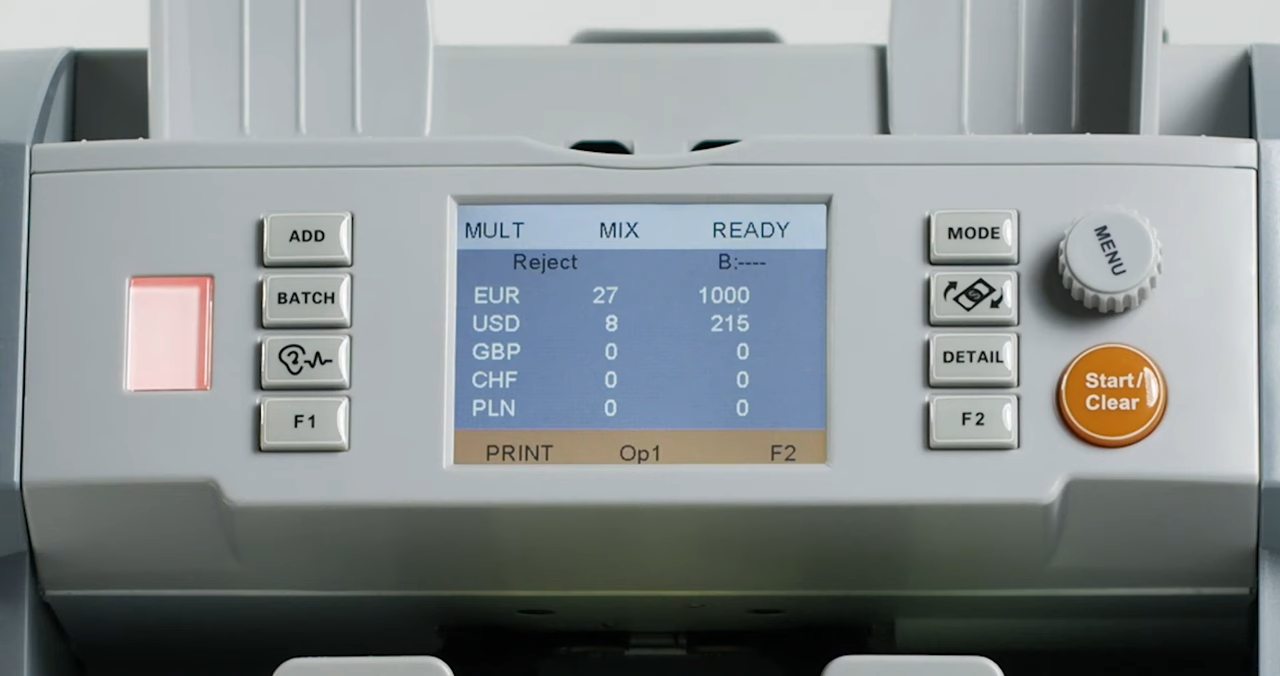 MULT MIX READY
Reject B:----
EUR 27 1000
USD 8 215
GBP 0 0
CHF 0 0
PLN 0 0
PRINT Op1 F2
ADD
BATCH
F1
MODE
DETAIL
F2
MENU
Start/
Clear